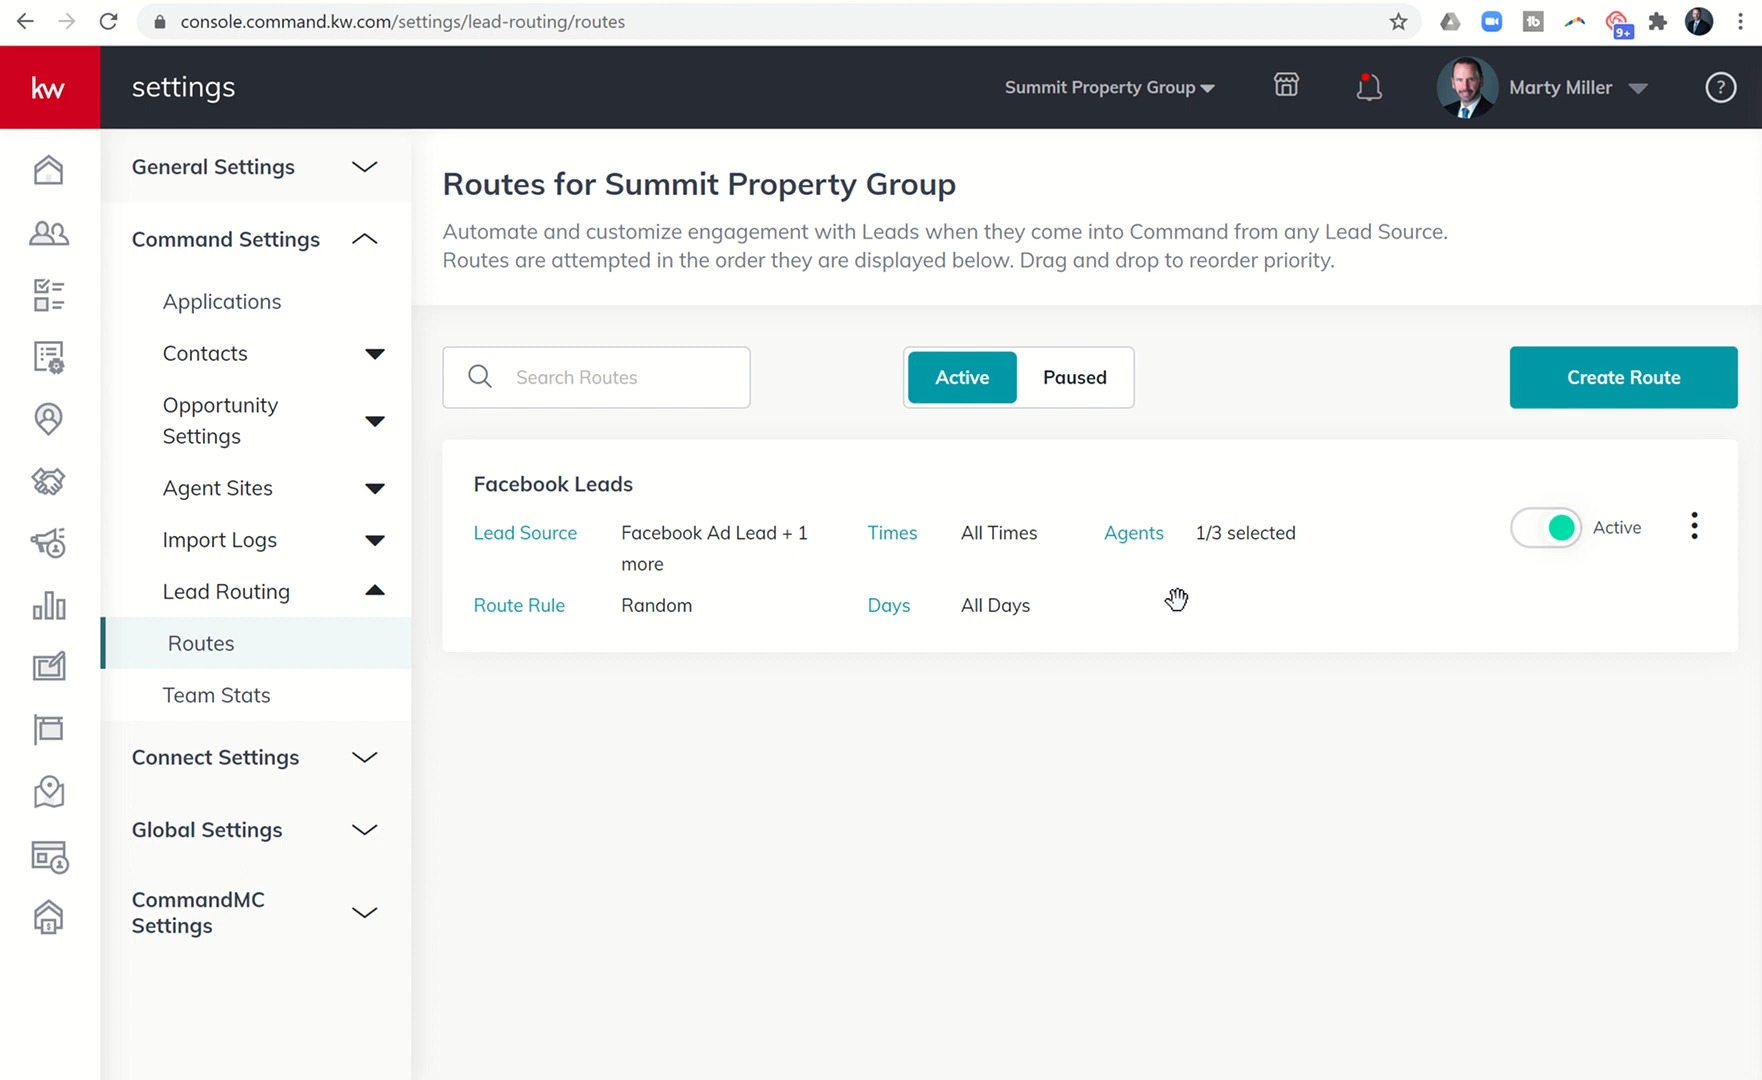 console.command.kw.com/settings/lead-routing/routes
9+
kw
settings
Summit Property Group
Marty Miller
?
General Settings
Command Settings
Applications
Contacts
Opportunity
Settings
Agent Sites
Import Logs
Lead Routing
Routes
Team Stats
Connect Settings
Global Settings
CommandMC
Settings
Routes for Summit Property Group
Automate and customize engagement with Leads when they come into Command from any Lead Source.
Routes are attempted in the order they are displayed below. Drag and drop to reorder priority.
Search Routes
Active
Paused
Create Route
Facebook Leads
Lead Source
Facebook Ad Lead + 1
more
Times
All Times
Agents
1/3 selected
Active
Route Rule
Random
Days
All Days